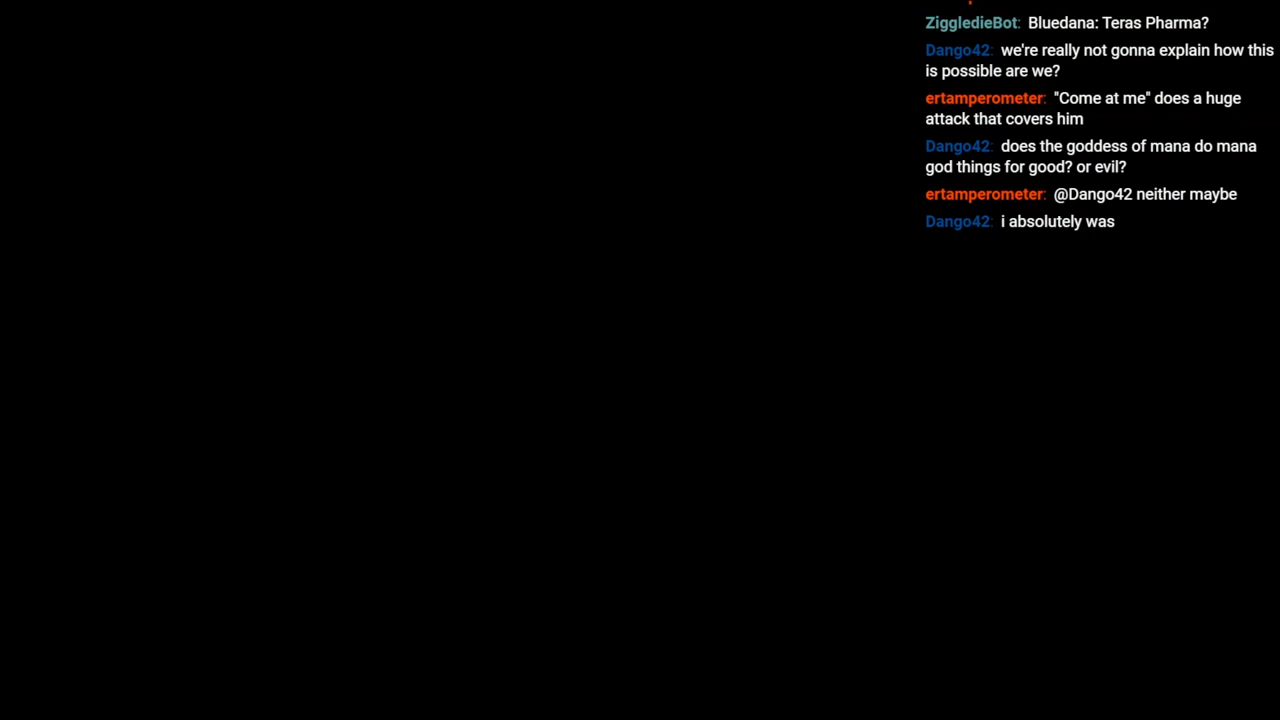 ZiggledieBot: Bluedana: Teras Pharma?
Dango42: we're really not gonna explain how this
is possible are we?
ertamperometer: "Come at me" does a huge
attack that covers him
Dango42: does the goddess of mana do mana
god things for good? or evil?
ertamperometer: @Dango42 neither maybe
Dango42: i absolutely was